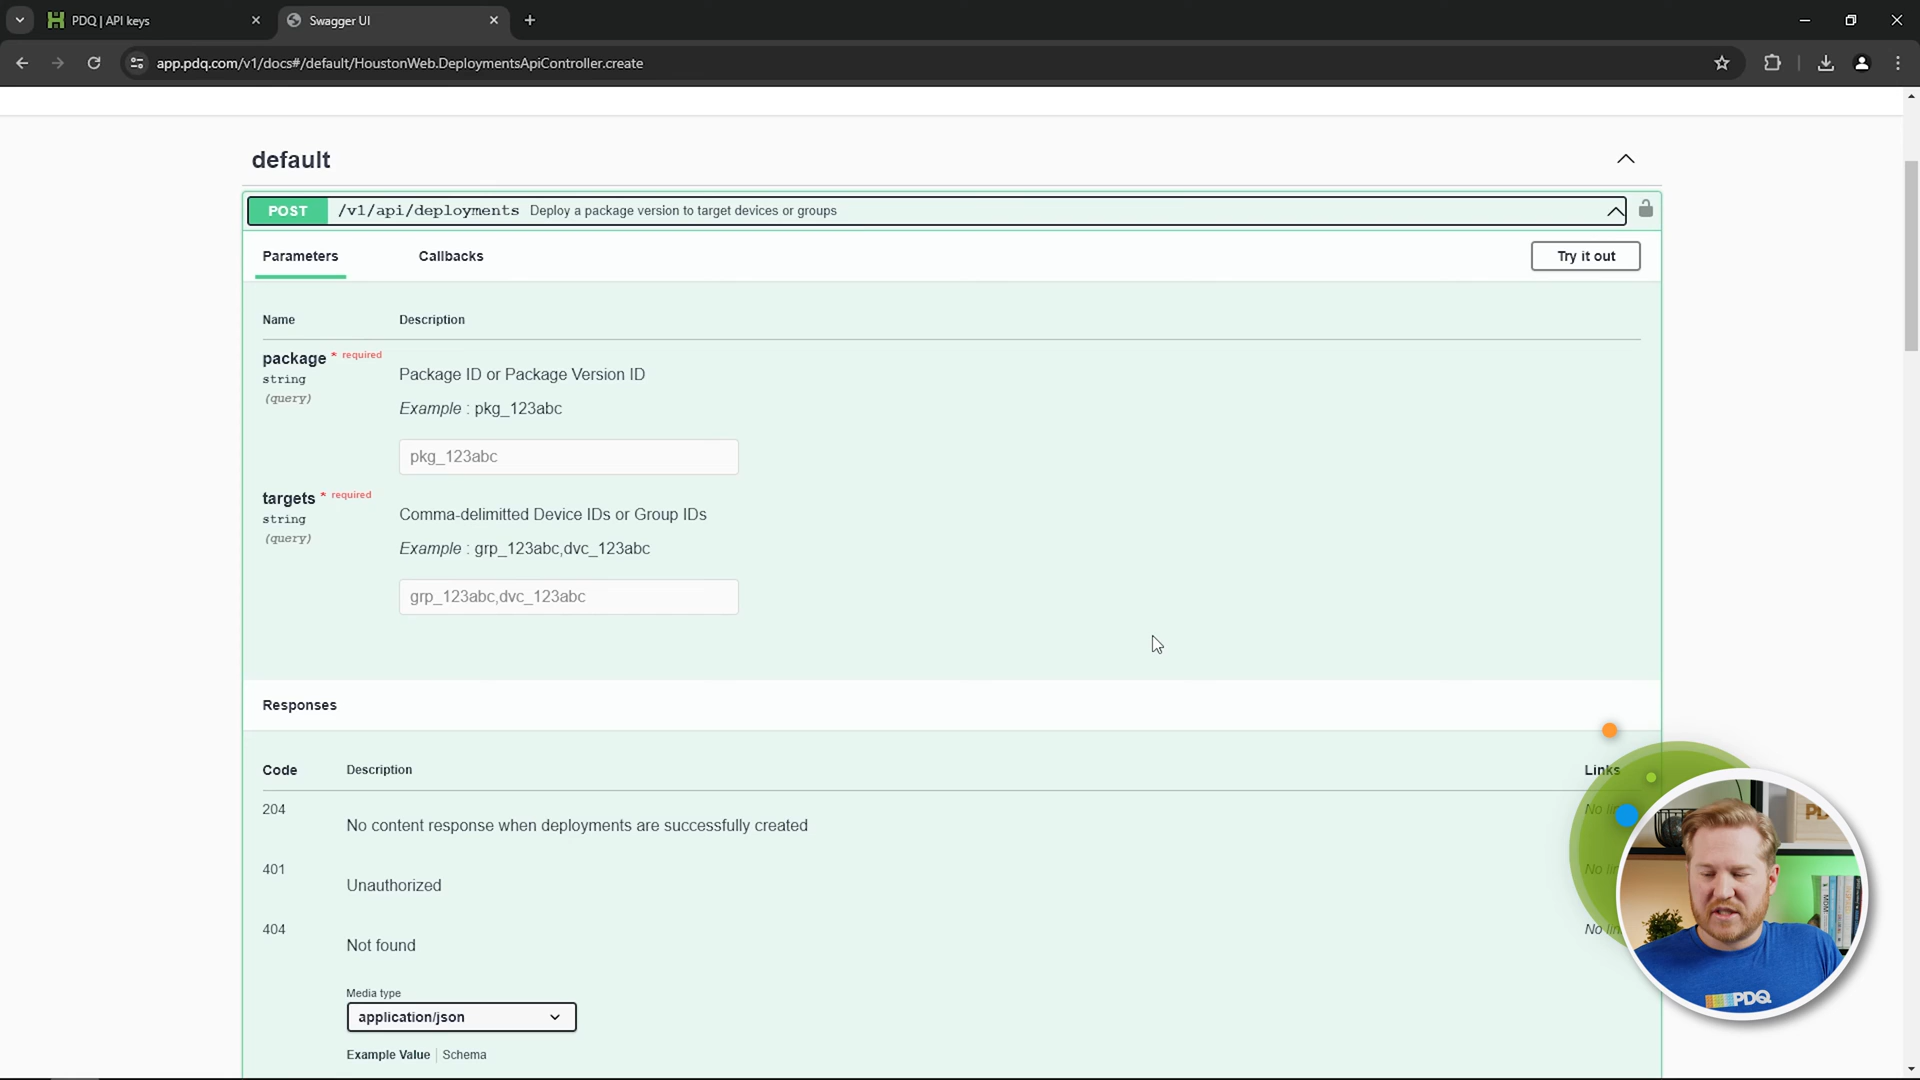 PDQ | API keys
Swagger UI
app.pdq.com/v1/docs#/default/HoustonWeb.DeploymentsApiController.create
default
POST /v1/api/deployments Deploy a package version to target devices or groups
Parameters Callbacks Try it out
Name Description
package * required
string
(query)
Package ID or Package Version ID
Example : pkg_123abc
pkg_123abc
targets * required
string
(query)
Comma-delimitted Device IDs or Group IDs
Example : grp_123abc,dvc_123abc
grp_123abc,dvc_123abc
Responses
Code Description Links
204 No content response when deployments are successfully created
No
401 Unauthorized
No
404 Not found
No
Media type
application/json
Example Value | Schema
MDM
PDQ